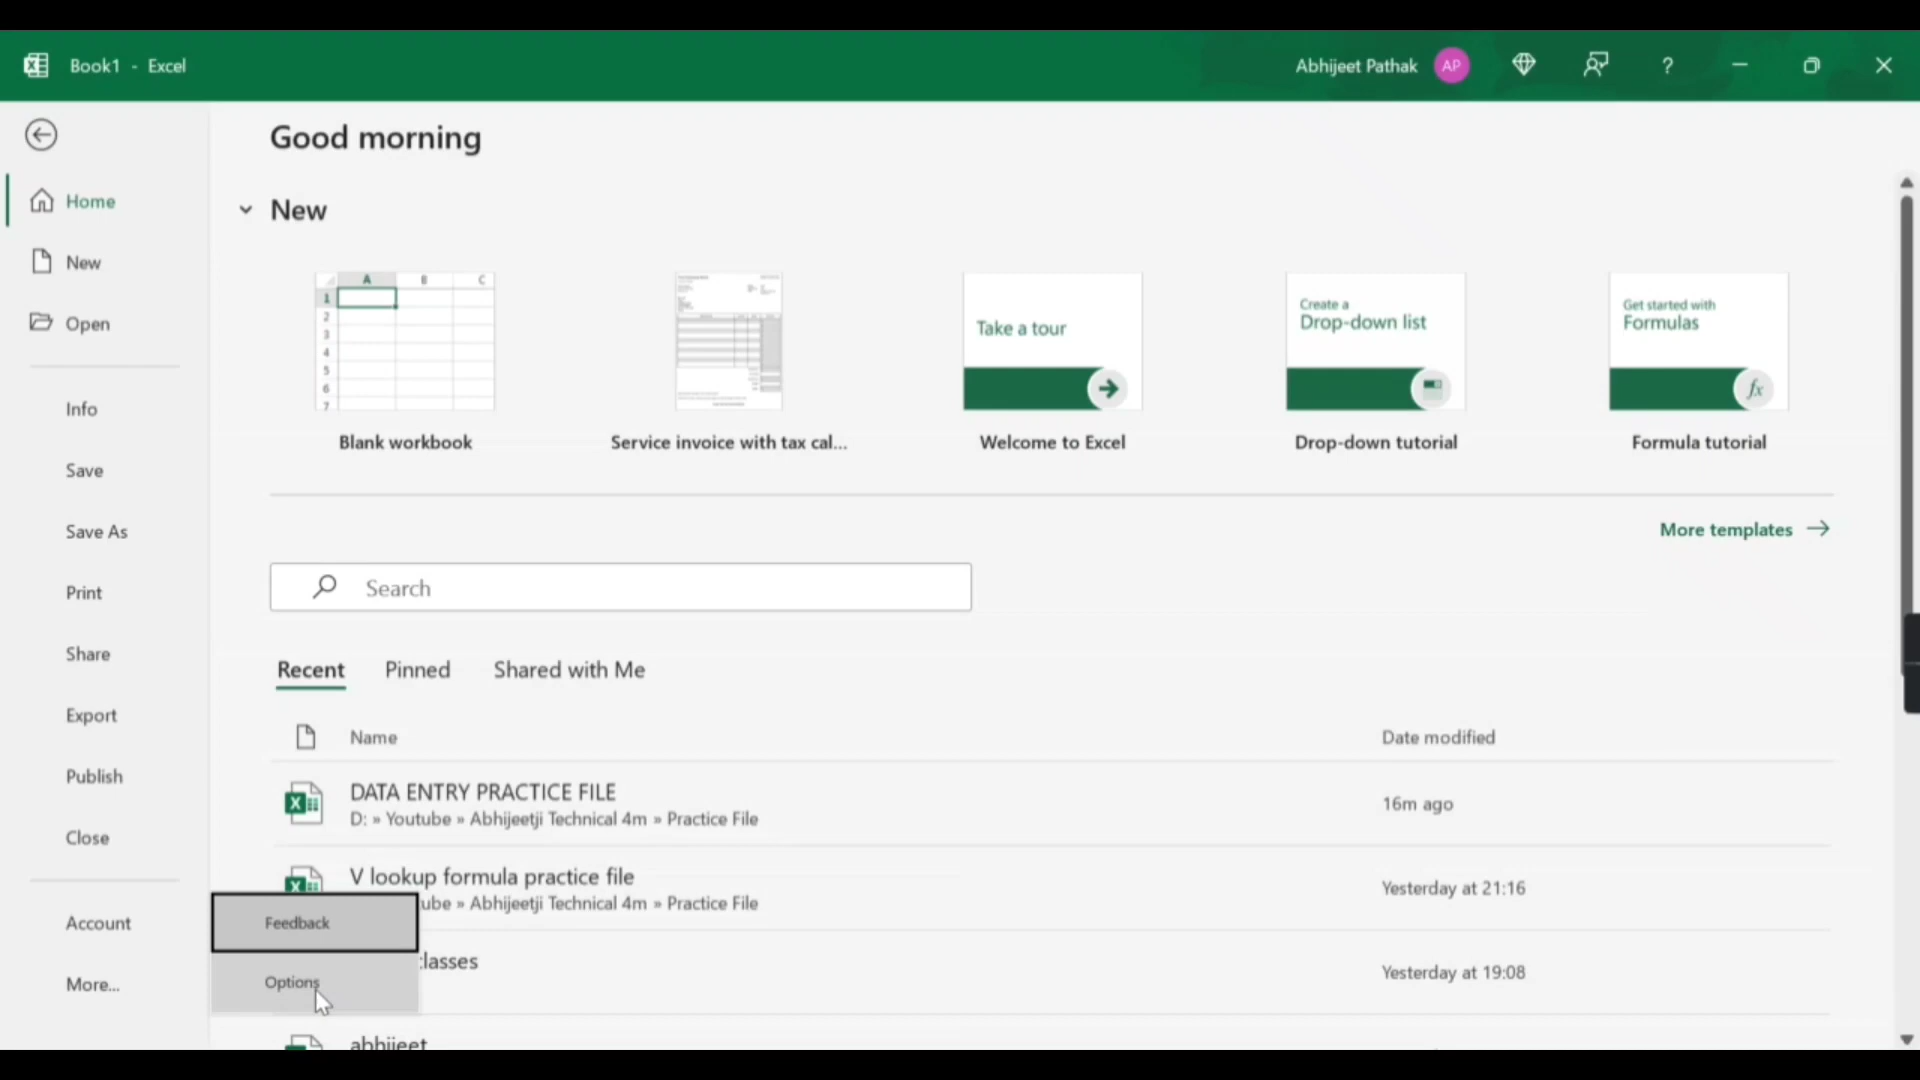 Book1 - Excel
Abhijeet Pathak AP ?
Good morning
Home
New
Open
Info
Save
Save As
Print
Share
Export
Publish
Close
Account
More...
New
A B C
1
2
3
4
5
6
7
Blank workbook
Service invoice with tax cal...
Take a tour
Welcome to Excel
Create a
Drop-down list
Drop-down tutorial
Get started with
Formulas
fx
Formula tutorial
More templates
Search
Recent Pinned Shared with Me
Name Date modified
DATA ENTRY PRACTICE FILE
D: » Youtube » Abhijeetji Technical 4m » Practice File
16m ago
V lookup formula practice file
ube » Abhijeetji Technical 4m » Practice File
Yesterday at 21:16
Feedback
Options
lasses
Yesterday at 19:08
abhijeet